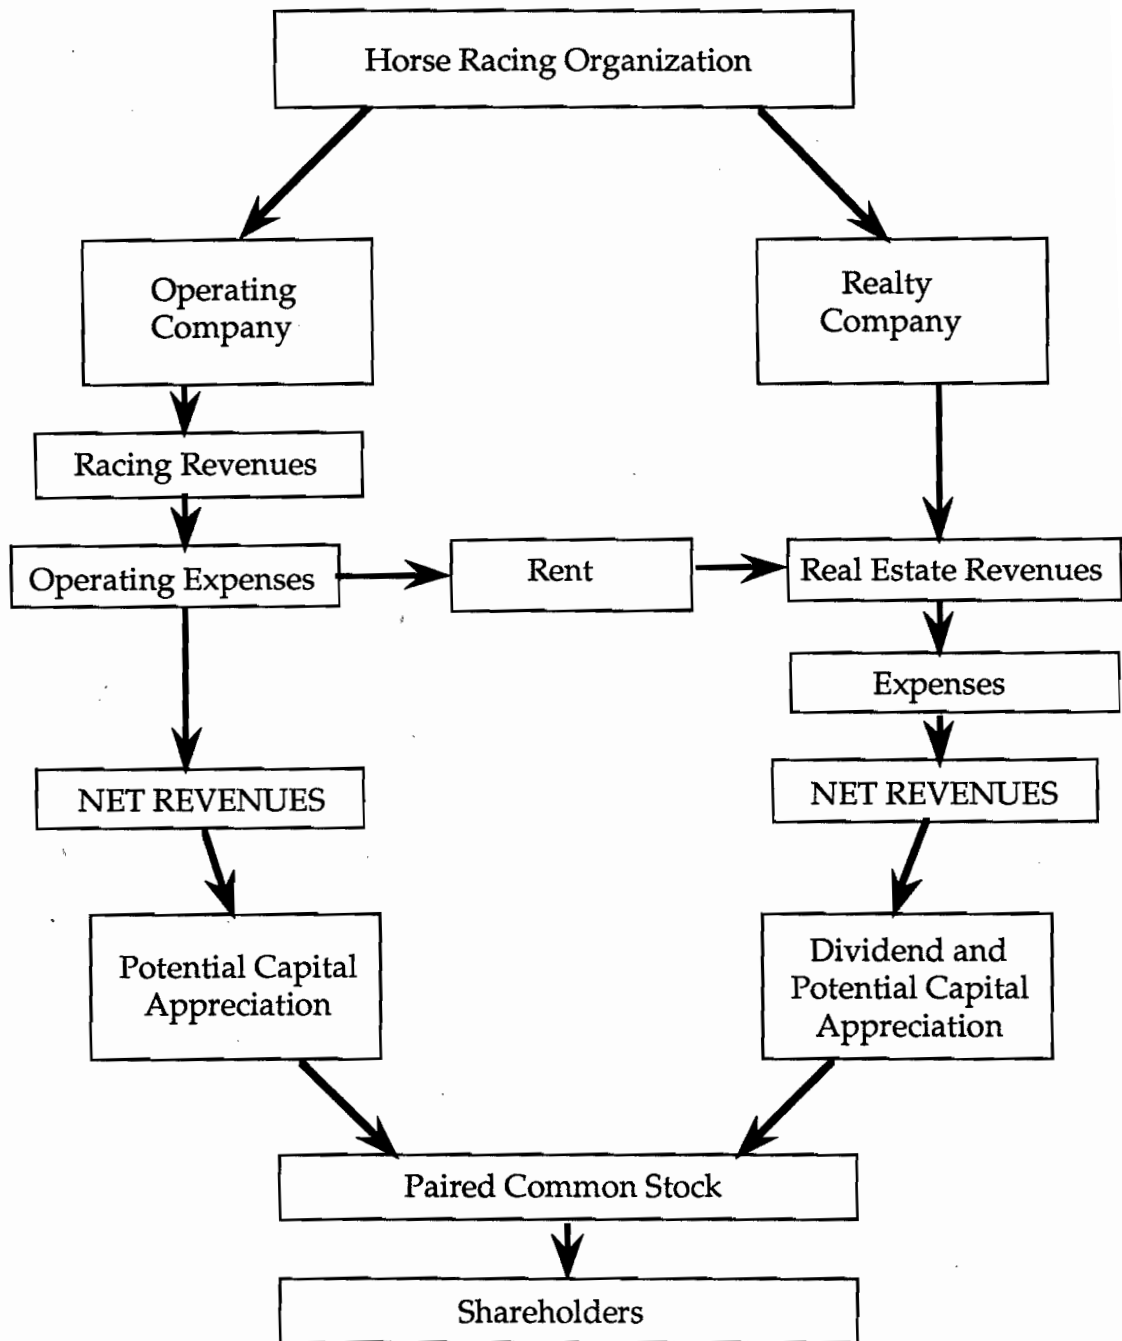 Horse Racing Organization
Operating
Company
Realty
Company
Racing Revenues
Operating Expenses
Rent
Real Estate Revenues
Expenses
NET REVENUES
NET REVENUES
Potential Capital
Appreciation
Dividend and
Potential Capital
Appreciation
Paired Common Stock
Shareholders